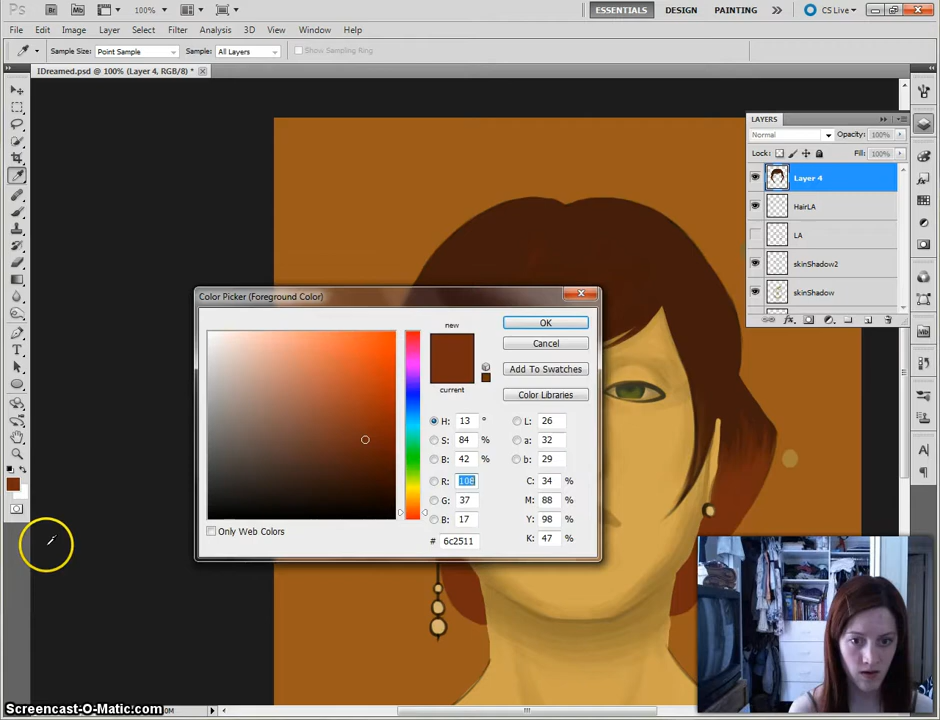 Ps Br Mb 100% ESSENTIALS DESIGN PAINTING CS Live
File Edit Image Layer Select Filter Analysis 3D View Window Help
Sample Size: Point Sample Sample: All Layers Show Sampling Ring
IDreamed.psd @ 100% (Layer 4, RGB/8) *
LAYERS
Normal Opacity: 100%
Lock: Fill: 100%
Layer 4
HairLA
LA
skinShadow2
skinShadow
Color Picker (Foreground Color)
new
current
OK
Cancel
Add To Swatches
Color Libraries
H: 13 ° L: 26
S: 84 % a: 32
B: 42 % b: 29
R: 108 C: 34 %
G: 37 M: 88 %
B: 17 Y: 98 %
# 6c2511 K: 47 %
Only Web Colors
Screencast-O-Matic.com